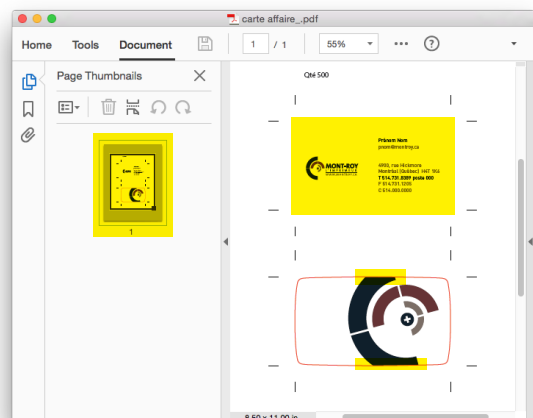 carte affaire_.pdf
Home Tools Document 1 / 1 55%
Page Thumbnails
1
Qté 500
Prénom Nom
prenom@montroy.ca
MONT-ROY
4900, rue Hickmore
Montréal (Québec) H4T 1K6
T 514.731.8389 poste 000
F 514.731.1205
C 514.000.0000
8.50 x 11.00 in